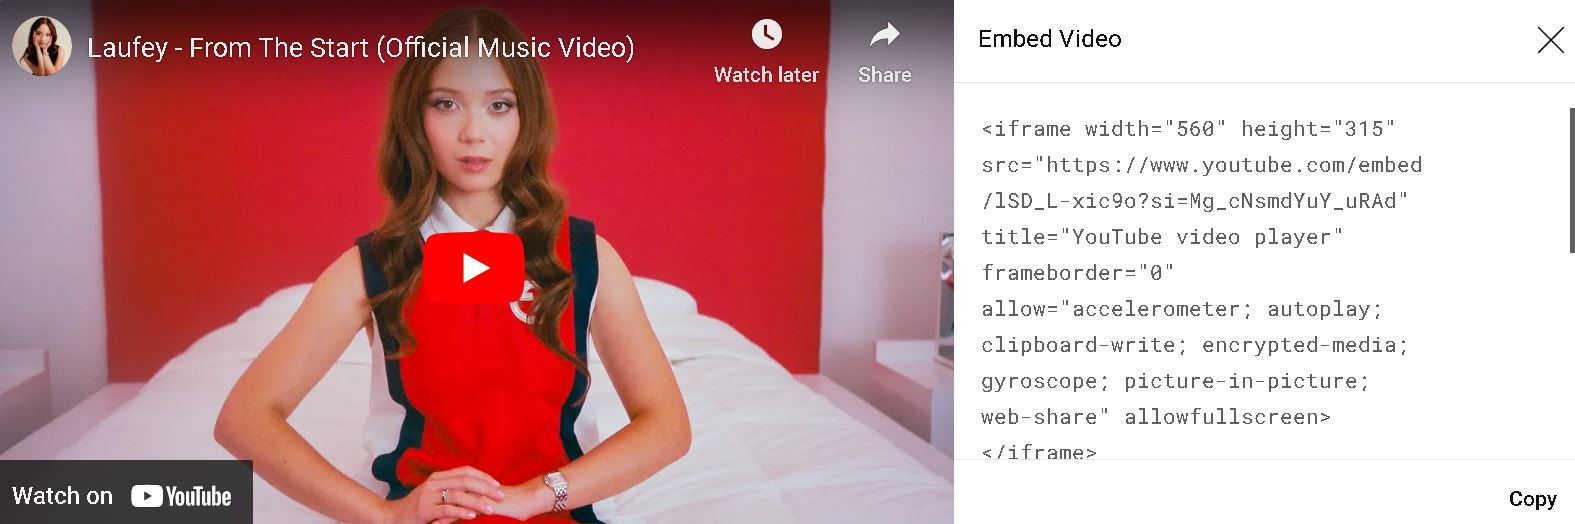 Laufey - From The Start (Official Music Video)
Watch later
Share
Watch on YouTube
Embed Video
<iframe width="560" height="315"
src="https://www.youtube.com/embed
/lSD_L-xic9o?si=Mg_cNsmdYuY_uRAd"
title="YouTube video player"
frameborder="0"
allow="accelerometer; autoplay;
clipboard-write; encrypted-media;
gyroscope; picture-in-picture;
web-share" allowfullscreen>
</iframe>
Copy